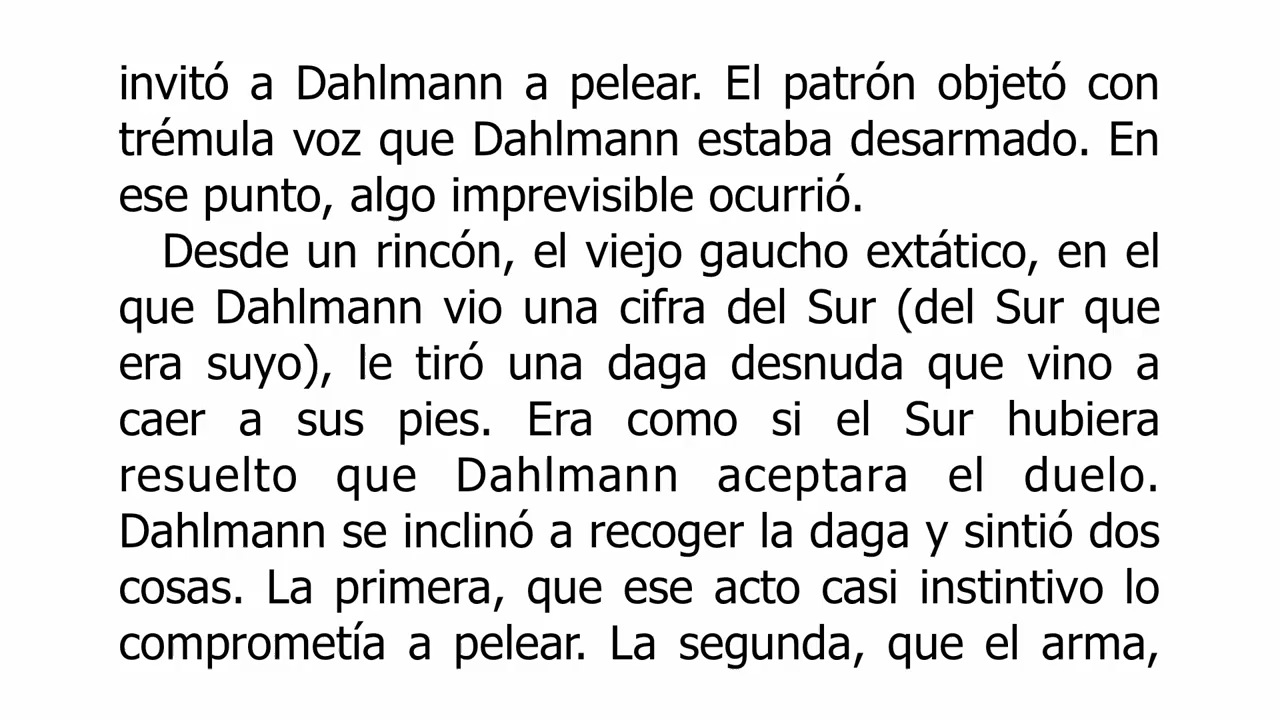 invitó a Dahlmann a pelear. El patrón objetó con
trémula voz que Dahlmann estaba desarmado. En
ese punto, algo imprevisible ocurrió.
Desde un rincón, el viejo gaucho extático, en el
que Dahlmann vio una cifra del Sur (del Sur que
era suyo), le tiró una daga desnuda que vino a
caer a sus pies. Era como si el Sur hubiera
resuelto que Dahlmann aceptara el duelo.
Dahlmann se inclinó a recoger la daga y sintió dos
cosas. La primera, que ese acto casi instintivo lo
comprometía a pelear. La segunda, que el arma,